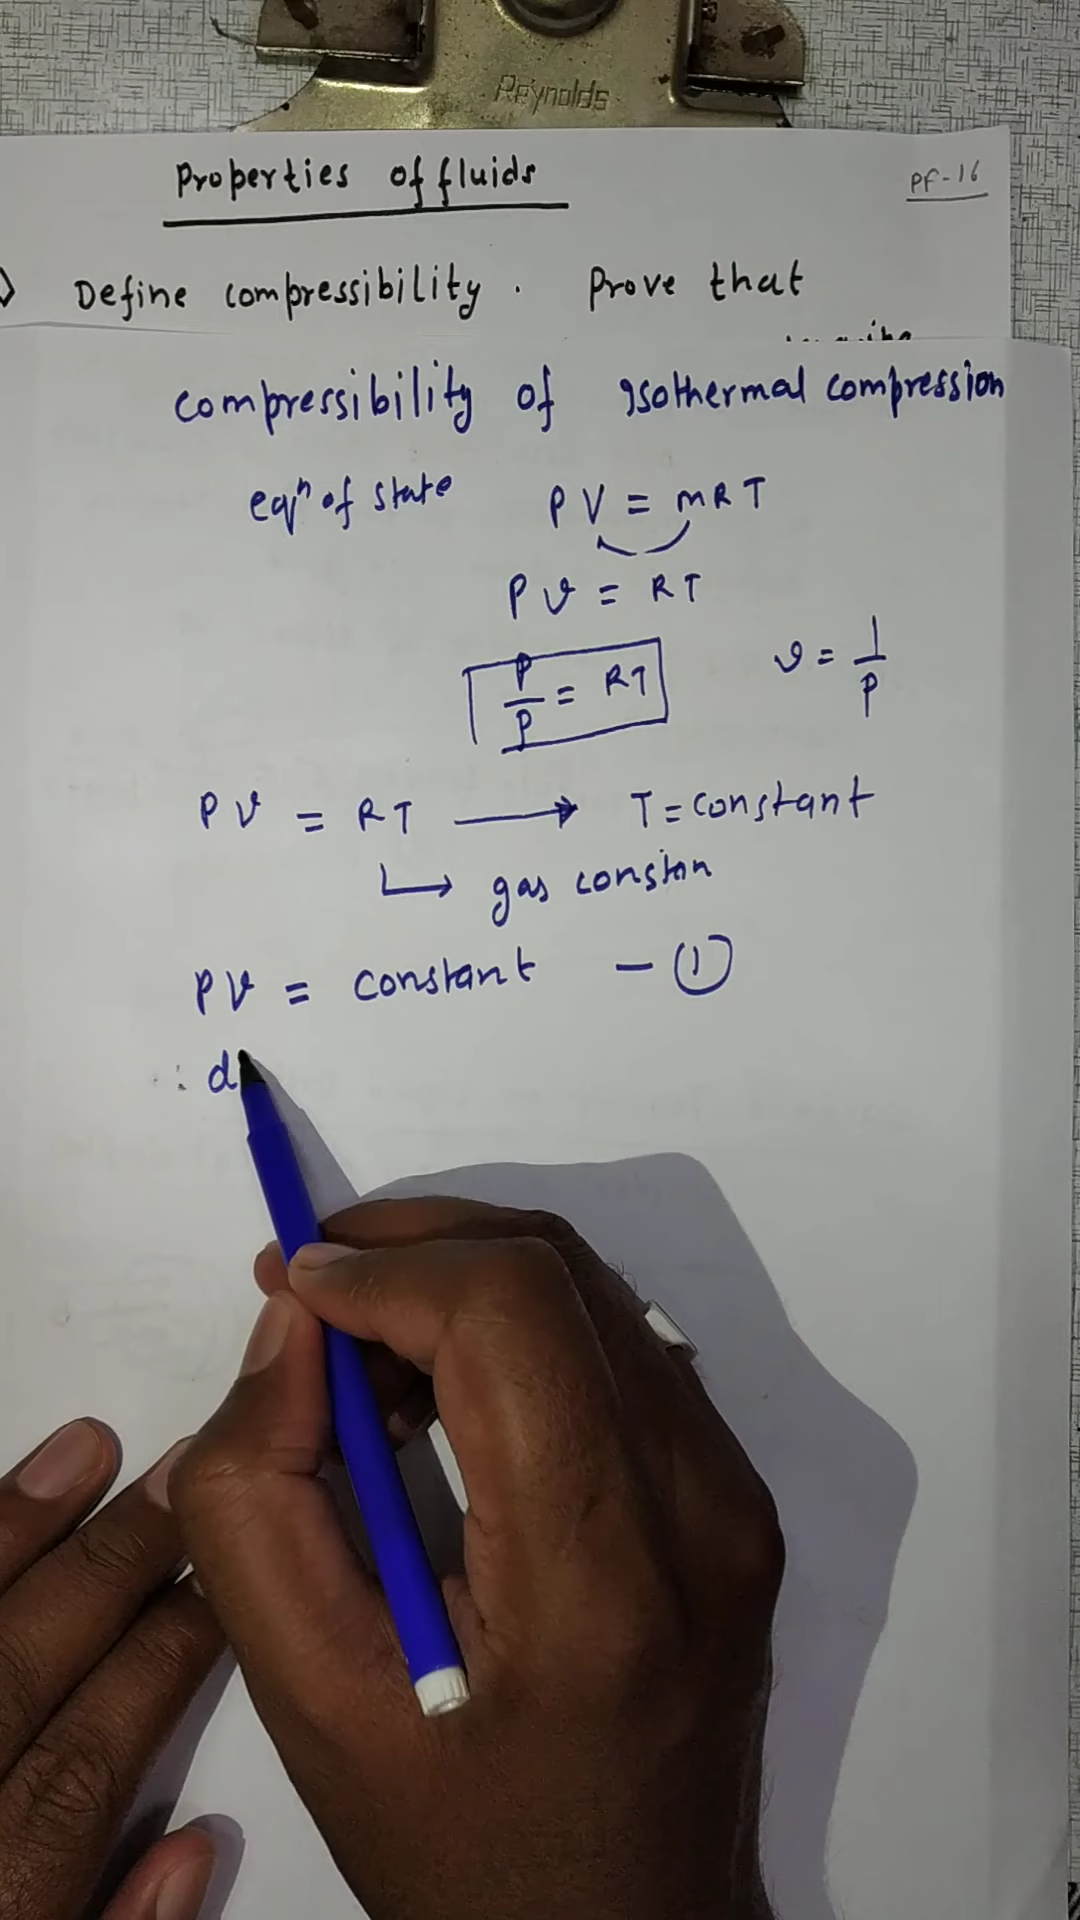 Reynolds
Properties of fluids
PF-16
Define compressibility. Prove that
compressibility of Isothermal compression
eqⁿ of state PV = mRT
Pv = RT
P/ρ = RT v = 1/ρ
Pv = RT → T = constant
↳ gas constan
Pv = constant - ①
: d